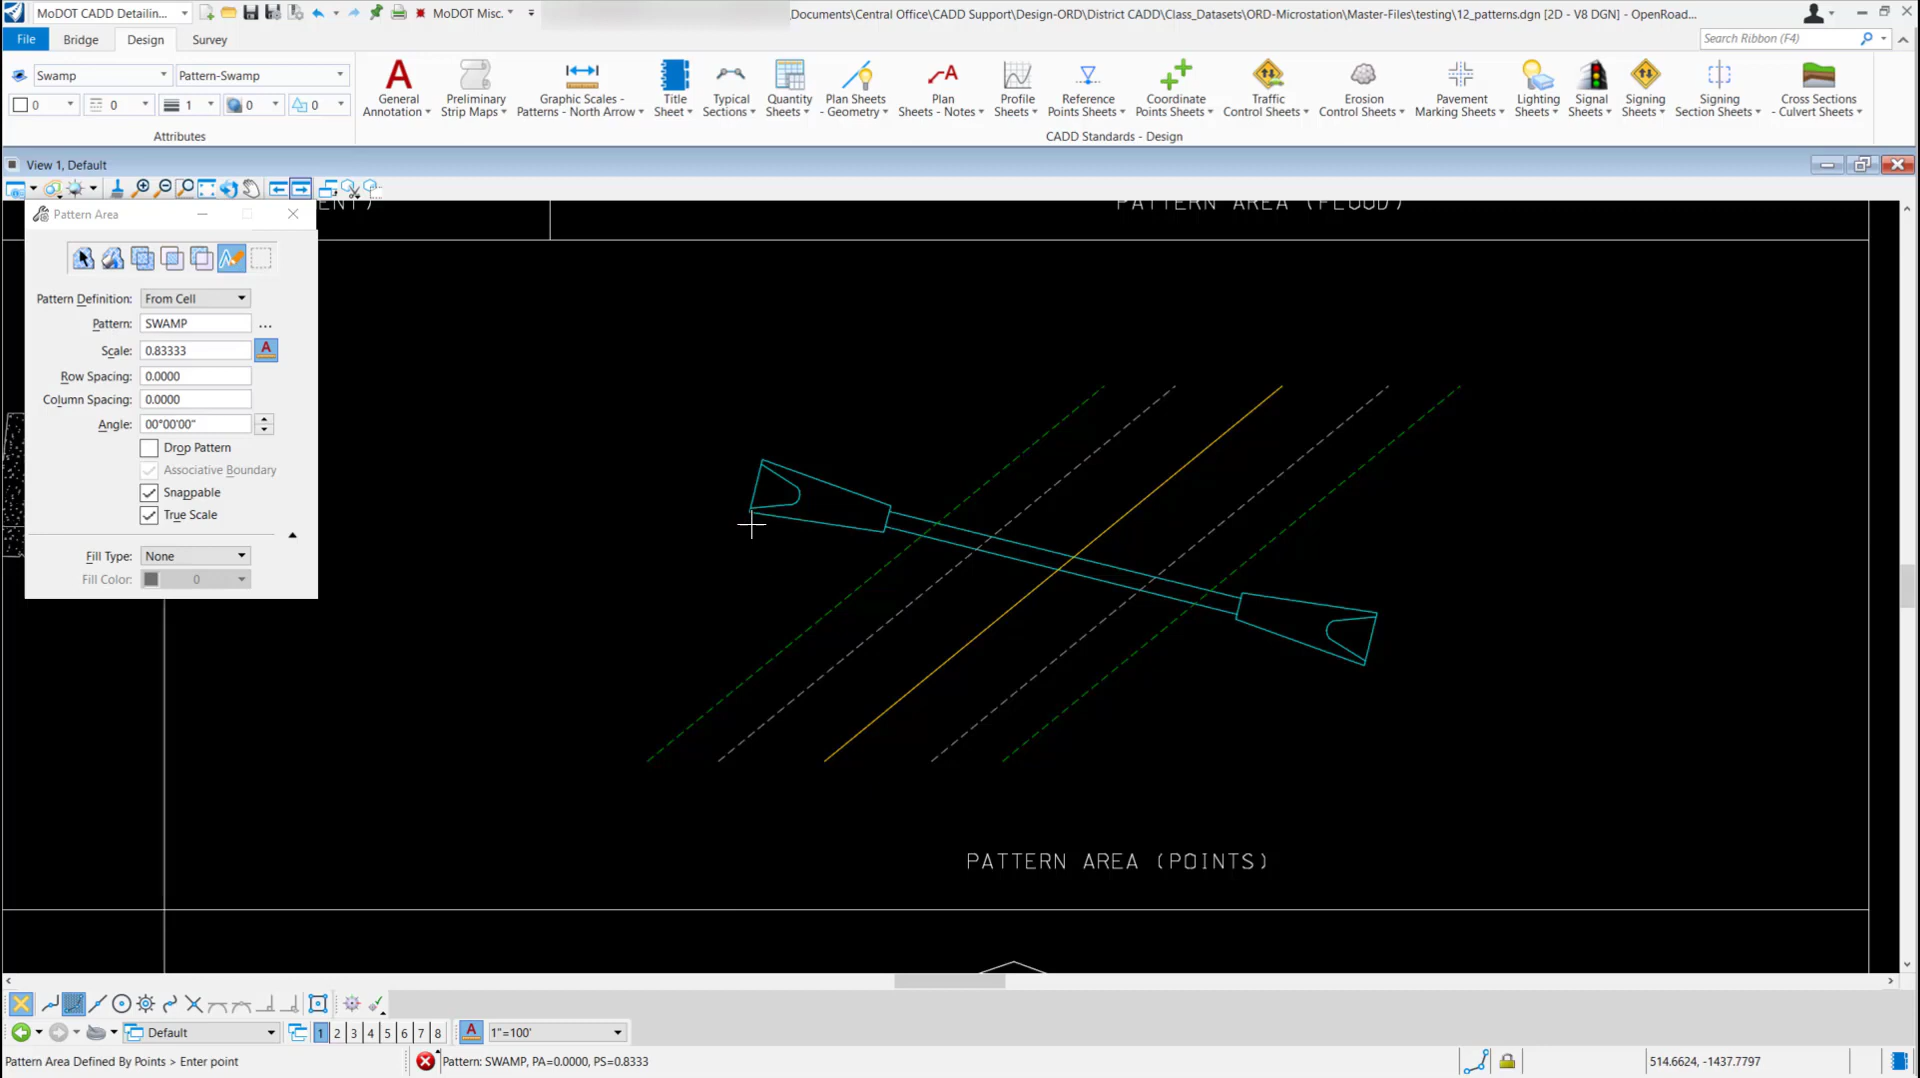 MoDOT CADD Detailin...
MoDOT Misc.
Documents\Central Office\CADD Support\Design-ORD\District CADD\Class_Datasets\ORD-Microstation\Master-Files\testing\12_patterns.dgn [2D - V8 DGN] - OpenRoad...
File
Bridge
Design
Survey
Search Ribbon (F4)
Swamp
Pattern-Swamp
0
0
1
0
0
Attributes
General
Annotation
Preliminary
Strip Maps
Graphic Scales -
Patterns - North Arrow
Title
Sheet
Typical
Sections
Quantity
Sheets
Plan Sheets
- Geometry
Plan
Sheets - Notes
Profile
Sheets
Reference
Points Sheets
Coordinate
Points Sheets
Traffic
Control Sheets
Erosion
Control Sheets
Pavement
Marking Sheets
Lighting
Sheets
Signal
Sheets
Signing
Sheets
Signing
Section Sheets
Cross Sections
- Culvert Sheets
CADD Standards - Design
View 1, Default
ENT)
PATTERN AREA (FLOOD)
Pattern Area
Pattern Definition: From Cell
Pattern: SWAMP ...
Scale: 0.83333
Row Spacing: 0.0000
Column Spacing: 0.0000
Angle: 00°00'00"
Drop Pattern
Associative Boundary
Snappable
True Scale
Fill Type: None
Fill Color: 0
PATTERN AREA (POINTS)
Default
1 2 3 4 5 6 7 8
1"=100'
Pattern Area Defined By Points > Enter point
Pattern: SWAMP, PA=0.0000, PS=0.8333
514.6624, -1437.7797